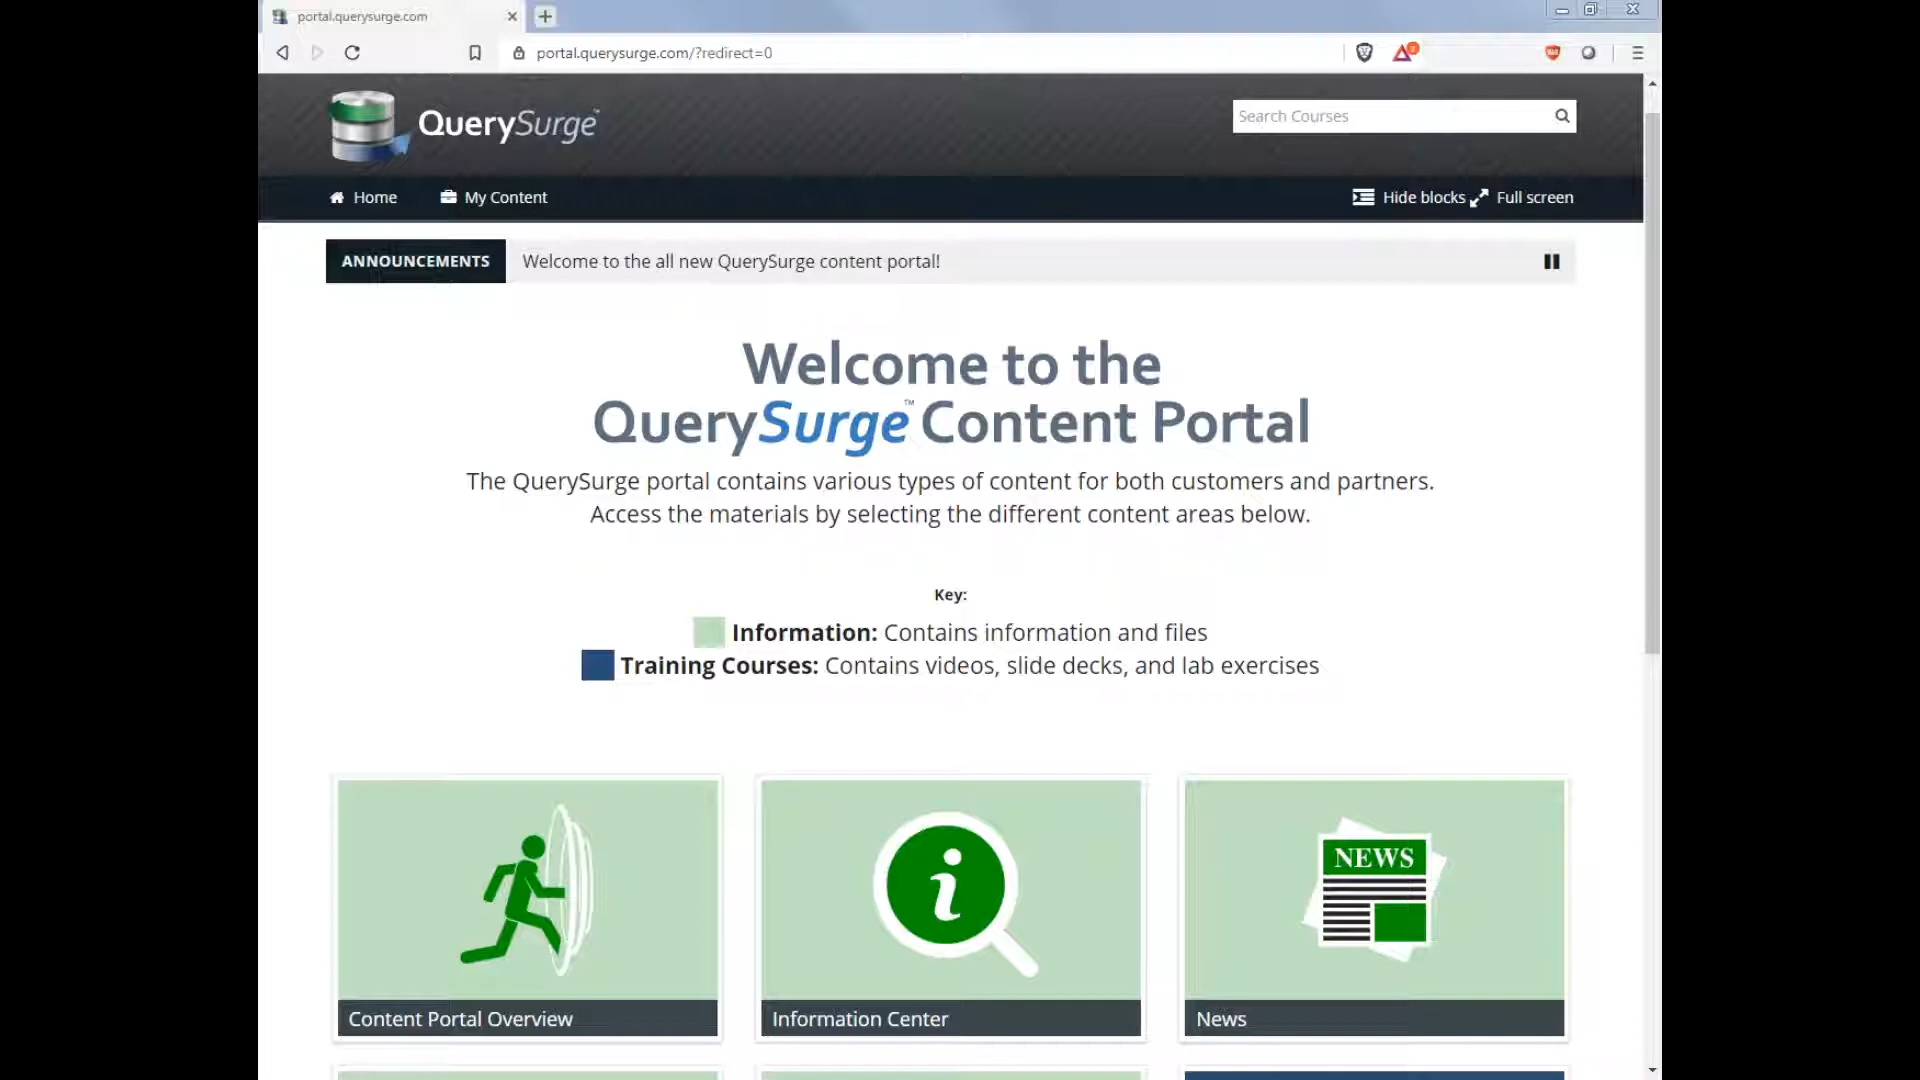 portal.querysurge.com
portal.querysurge.com/?redirect=0
QuerySurge™
Search Courses
Home
My Content
Hide blocks
Full screen
ANNOUNCEMENTS
Welcome to the all new QuerySurge content portal!
Welcome to the
QuerySurge™ Content Portal
The QuerySurge portal contains various types of content for both customers and partners.
Access the materials by selecting the different content areas below.
Key:
Information: Contains information and files
Training Courses: Contains videos, slide decks, and lab exercises
i
NEWS
Content Portal Overview
Information Center
News